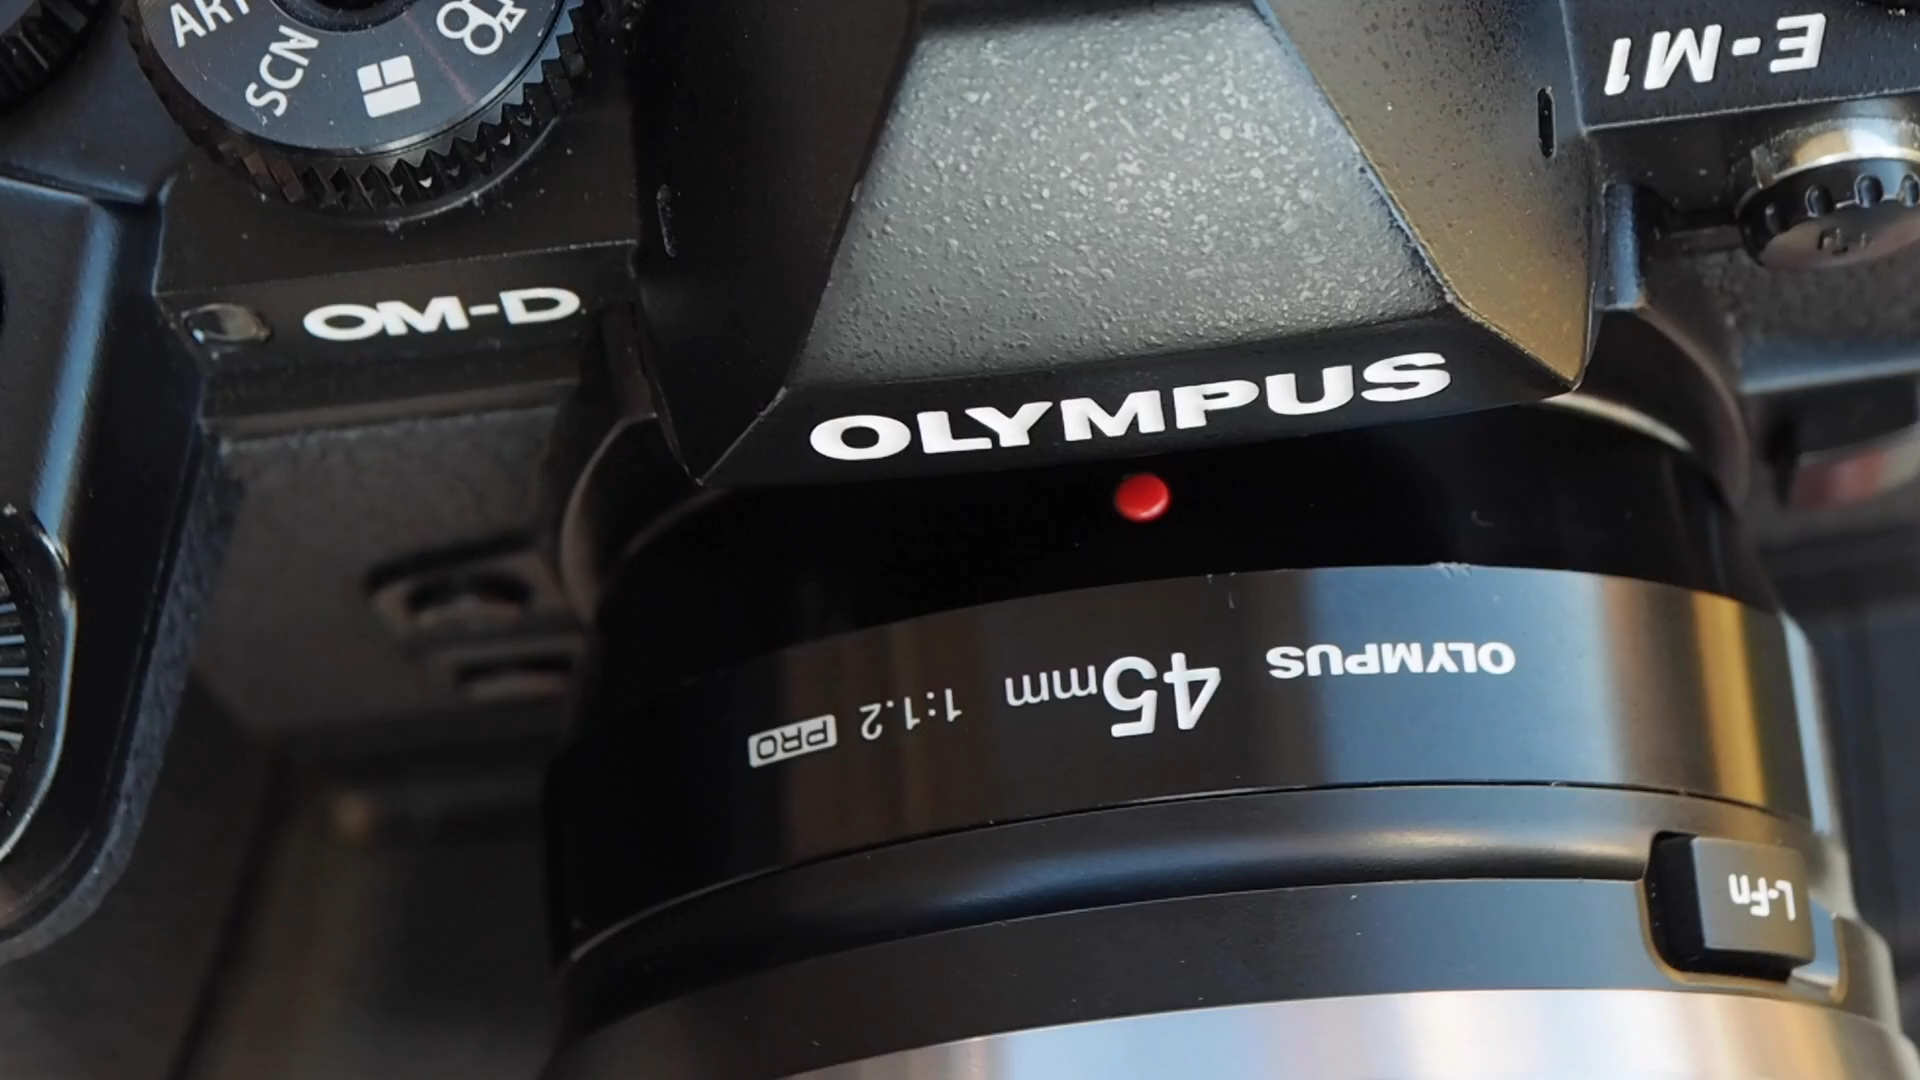 ART
SCN
E-M1
OM-D
OLYMPUS
OLYMPUS 45mm 1:1.2 PRO
L-Fn